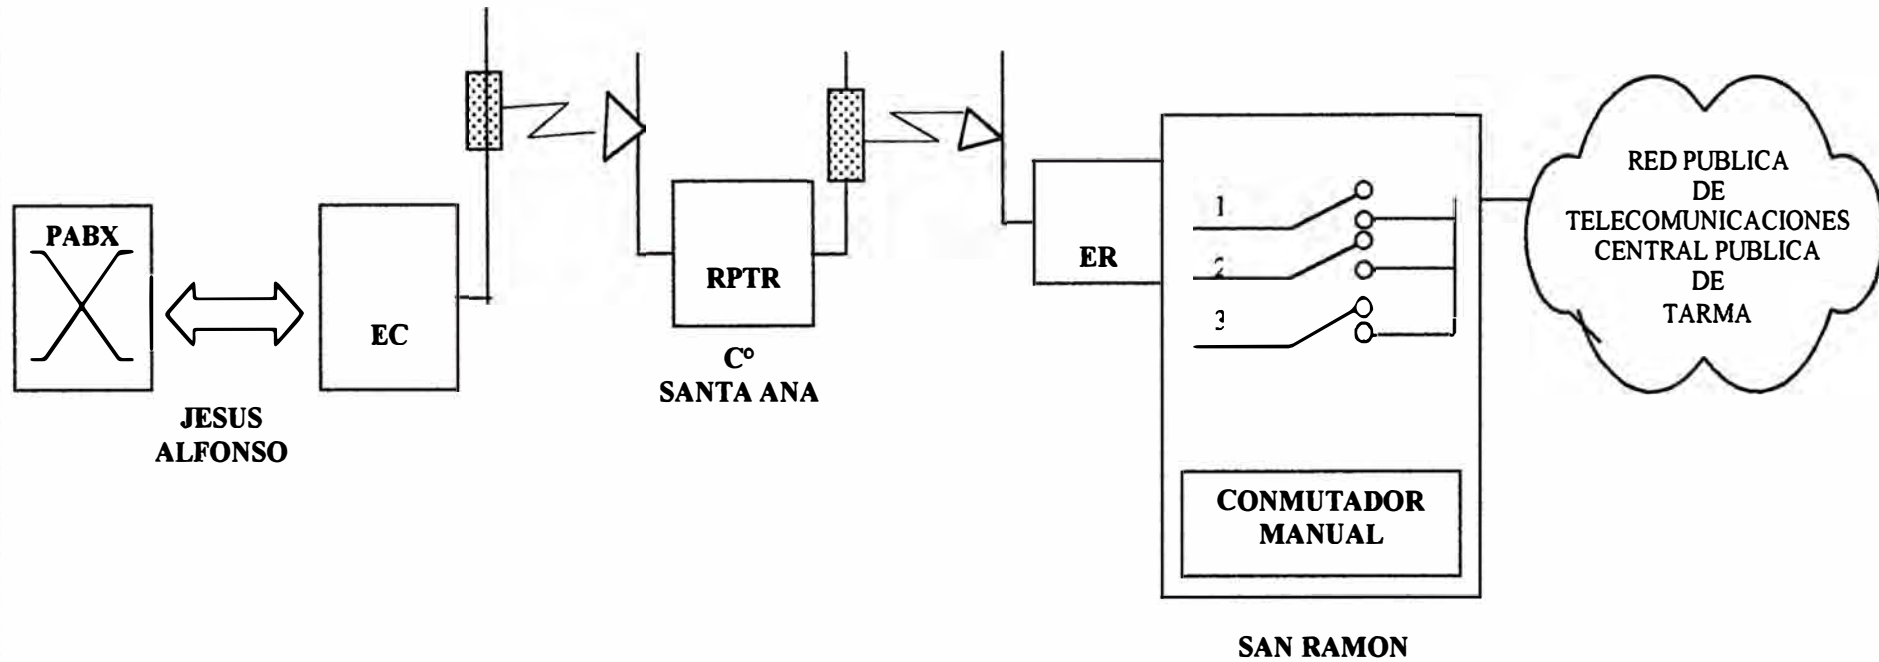 PABX
JESUS
ALFONSO
EC
RPTR
C°
SANTA ANA
ER
1
2
3
CONMUTADOR
MANUAL
SAN RAMON
RED PUBLICA
DE
TELECOMUNICACIONES
CENTRAL PUBLICA
DE
TARMA